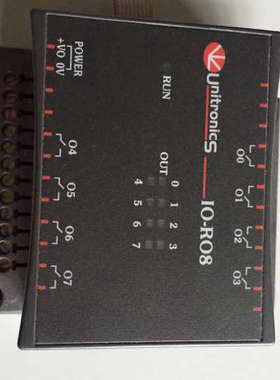 unitronics
IO-RO8
O0
O1
O2
O3
RUN
OUT
0
1
2
3
4
5
6
7
POWER
+V0 0V
O4
O5
O6
O7